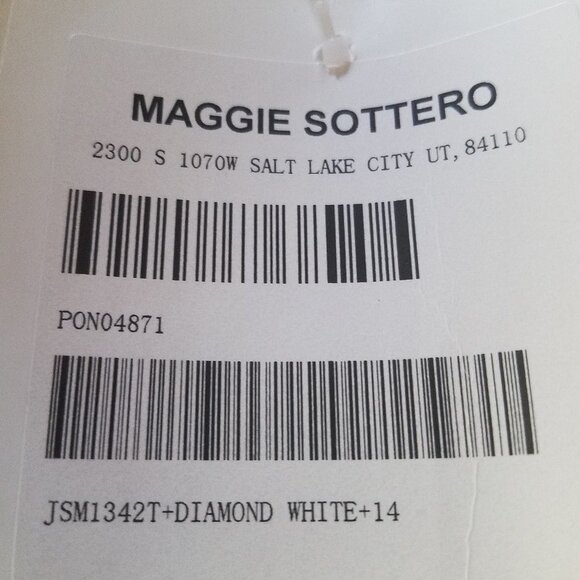 MAGGIE SOTTERO
2300 S 1070W SALT LAKE CITY UT, 84110
PON04871
JSM1342T+DIAMOND WHITE+14